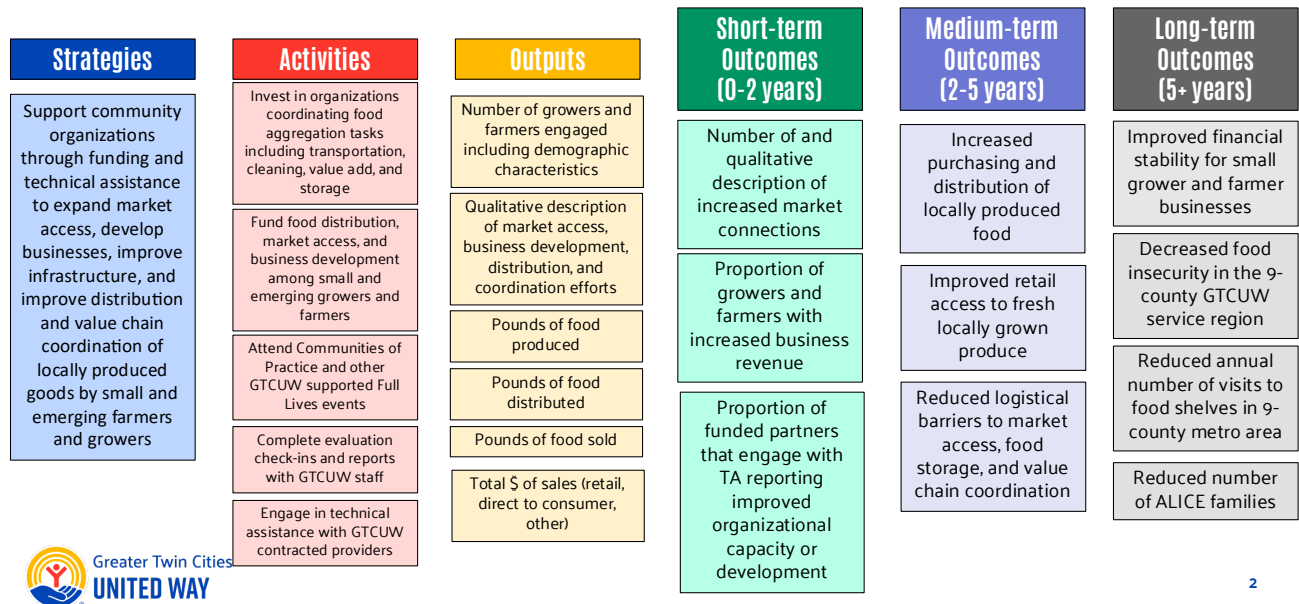 Strategies
Support community
organizations
through funding and
technical assistance
to expand market
access, develop
businesses, improve
infrastructure, and
improve distribution
and value chain
coordination of
locally produced
goods by small and
emerging farmers
and growers
Activities
Invest in organizations
coordinating food
aggregation tasks
including transportation,
cleaning, value add, and
storage
Fund food distribution,
market access, and
business development
among small and
emerging growers and
farmers
Attend Communities of
Practice and other
GTCUW supported Full
Lives events
Complete evaluation
check-ins and reports
with GTCUW staff
Engage in technical
assistance with GTCUW
contracted providers
Outputs
Number of growers and
farmers engaged
including demographic
characteristics
Qualitative description
of market access,
business development,
distribution, and
coordination efforts
Pounds of food
produced
Pounds of food
distributed
Pounds of food sold
Total $ of sales (retail,
direct to consumer,
other)
Short-term
Outcomes
(0-2 years)
Number of and
qualitative
description of
increased market
connections
Proportion of
growers and
farmers with
increased business
revenue
Proportion of
funded partners
that engage with
TA reporting
improved
organizational
capacity or
development
Medium-term
Outcomes
(2-5 years)
Increased
purchasing and
distribution of
locally produced
food
Improved retail
access to fresh
locally grown
produce
Reduced logistical
barriers to market
access, food
storage, and value
chain coordination
Long-term
Outcomes
(5+ years)
Improved financial
stability for small
grower and farmer
businesses
Decreased food
insecurity in the 9-
county GTCUW
service region
Reduced annual
number of visits to
food shelves in 9-
county metro area
Reduced number
of ALICE families
Greater Twin Cities
UNITED WAY
2